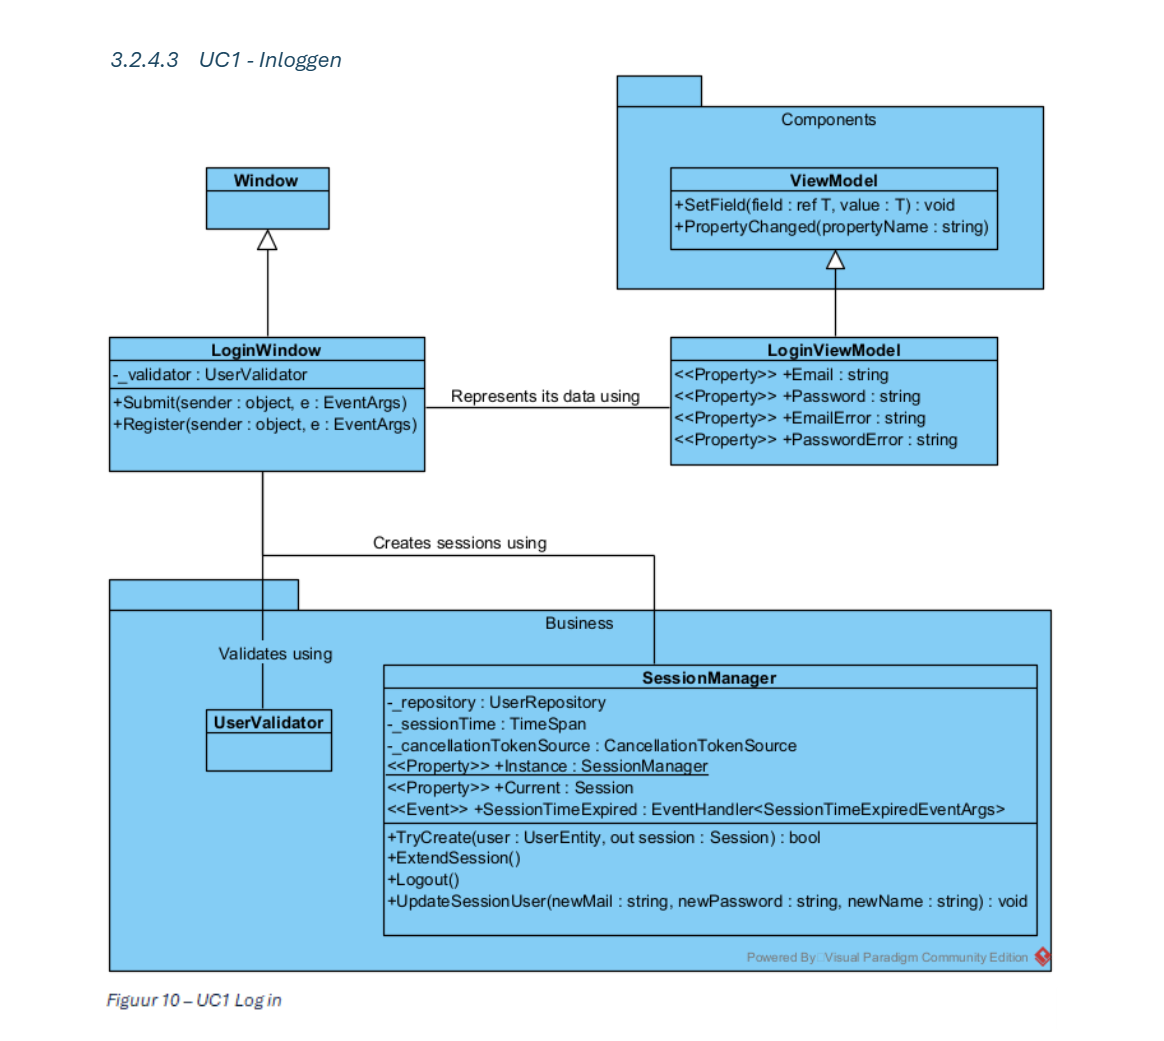 3.2.4.3 UC1 - Inloggen
Components
Window
ViewModel
+SetField(field : ref T, value : T) : void
+PropertyChanged(propertyName : string)
LoginWindow
-_validator : UserValidator
+Submit(sender : object, e : EventArgs)
+Register(sender : object, e : EventArgs)
Represents its data using
LoginViewModel
<<Property>> +Email : string
<<Property>> +Password : string
<<Property>> +EmailError : string
<<Property>> +PasswordError : string
Creates sessions using
Business
Validates using
UserValidator
SessionManager
-_repository : UserRepository
-_sessionTime : TimeSpan
-_cancellationTokenSource : CancellationTokenSource
<<Property>> +Instance : SessionManager
<<Property>> +Current : Session
<<Event>> +SessionTimeExpired : EventHandler<SessionTimeExpiredEventArgs>
+TryCreate(user : UserEntity, out session : Session) : bool
+ExtendSession()
+Logout()
+UpdateSessionUser(newMail : string, newPassword : string, newName : string) : void
Powered By Visual Paradigm Community Edition
Figuur 10 – UC1 Log in